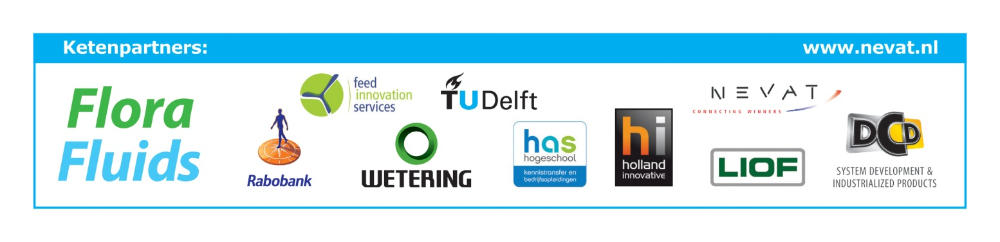 Ketenpartners:
www.nevat.nl
Flora
Fluids
Rabobank
feed
innovation
services
WETERING
TUDelft
has
hogeschool
kennistransfer en
bedrijfsopleidingen
hi
holland
innovative
NEVAT
CONNECTING WINNERS
LIOF
DCD
SYSTEM DEVELOPMENT &
INDUSTRIALIZED PRODUCTS